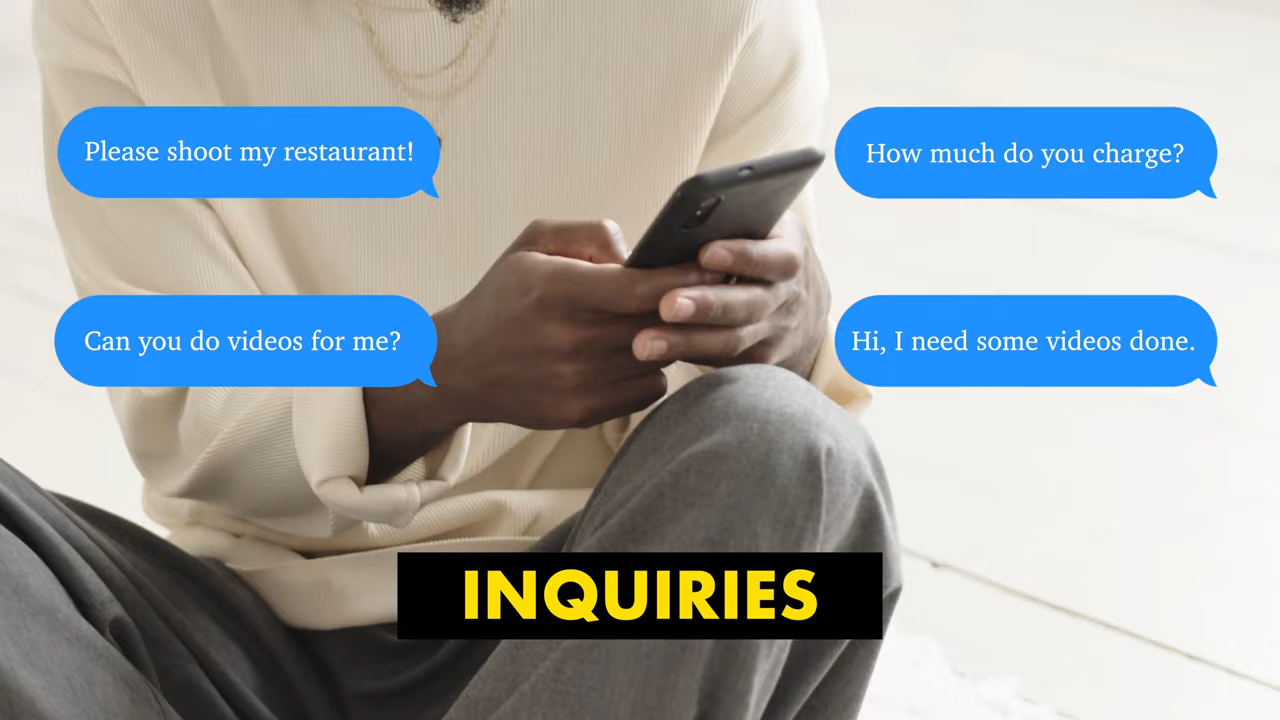 Please shoot my restaurant!
How much do you charge?
Can you do videos for me?
Hi, I need some videos done.
INQUIRIES